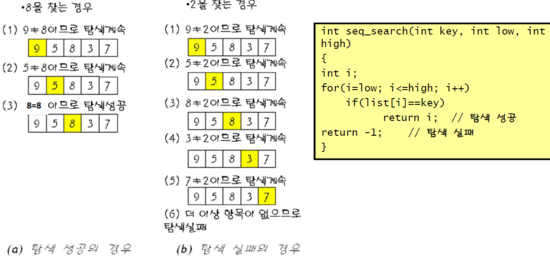 •8을 찾는 경우
(1) 9≠8이므로 탐색계속
9 5 8 3 7
(2) 5≠8이므로 탐색계속
9 5 8 3 7
(3) 8=8 이므로 탐색성공
9 5 8 3 7
(a) 탐색 성공의 경우
•2를 찾는 경우
(1) 9≠2이므로 탐색계속
9 5 8 3 7
(2) 5≠2이므로 탐색계속
9 5 8 3 7
(3) 8≠2이므로 탐색계속
9 5 8 3 7
(4) 3≠2이므로 탐색계속
9 5 8 3 7
(5) 7≠2이므로 탐색계속
9 5 8 3 7
(6) 더 이상 항목이 없으므로
탐색실패
(b) 탐색 실패의 경우
int seq_search(int key, int low, int
high)
{
int i;
for(i=low; i<=high; i++)
if(list[i]==key)
return i; // 탐색 성공
return -1; // 탐색 실패
}